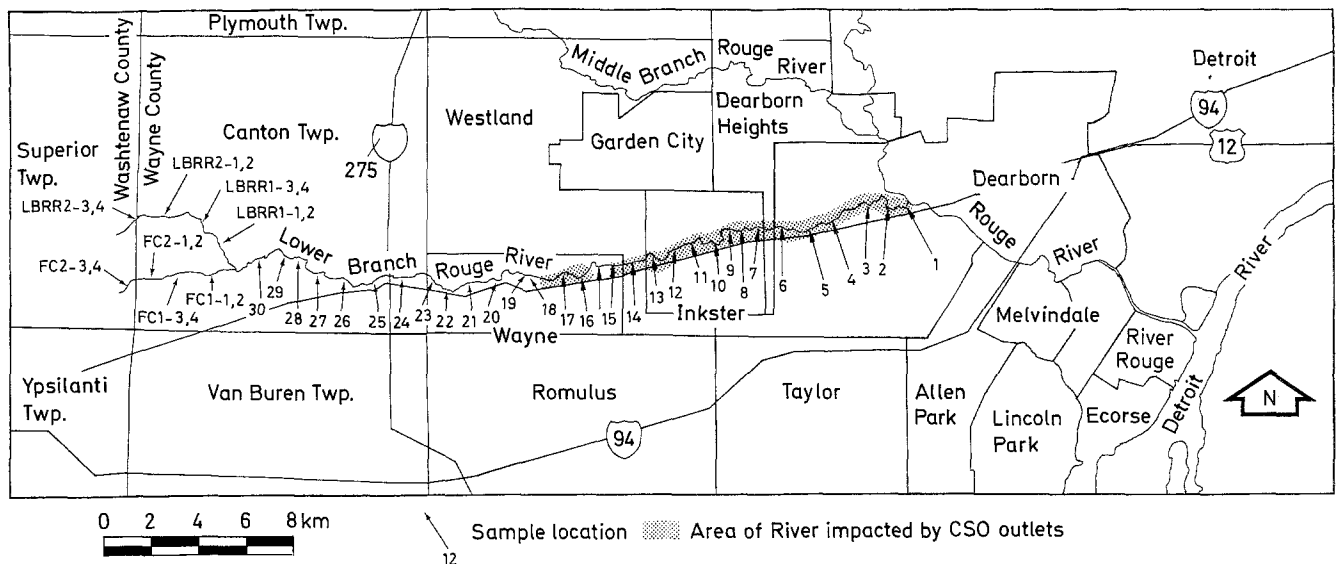 Plymouth Twp.
Washtenaw County
Wayne County
Canton Twp.
Superior
Twp.
275
Westland
Middle Branch Rouge River
Garden City
Dearborn
Heights
Detroit
94
12
Dearborn
LBRR2-1,2
LBRR1-3,4
LBRR2-3,4
LBRR1-1,2
FC2-1,2
FC2-3,4
FC1-1,2
FC1-3,4
Lower Branch Rouge River
30
29
28
27
26
25
24
23
22
21
20
19
18
17
16
15
14
13
12
11
10
9
8
7
6
5
4
3
2
1
Wayne
Inkster
Rouge River
Melvindale
River
Rouge
Detroit River
Ypsilanti
Twp.
Van Buren Twp.
Romulus
94
Taylor
Allen
Park
Lincoln
Park
Ecorse
N
0 2 4 6 8 km
12
Sample location
Area of River impacted by CSO outlets